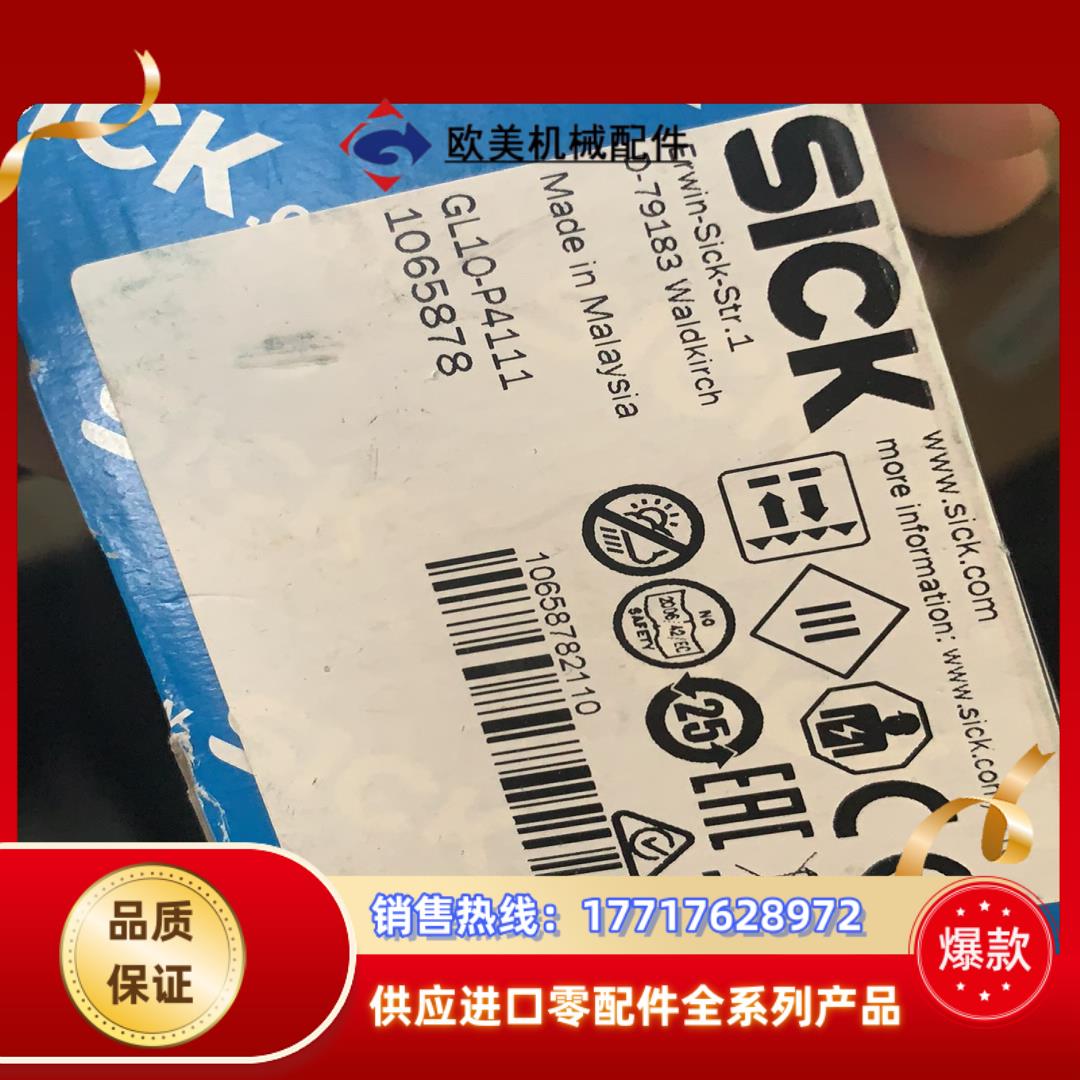 欧美机械配件
ICK
SICK
Erwin-Sick-Str.1
D-79183 Waldkirch
Made in Malaysia
GL10-P4111
1065878
www.sick.com
more information: www.sick.com
10658782110
NO
2006/42/EC
SAFETY
25
EAC
品质
保证
销售热线：17717628972
供应进口零配件全系列产品
爆款